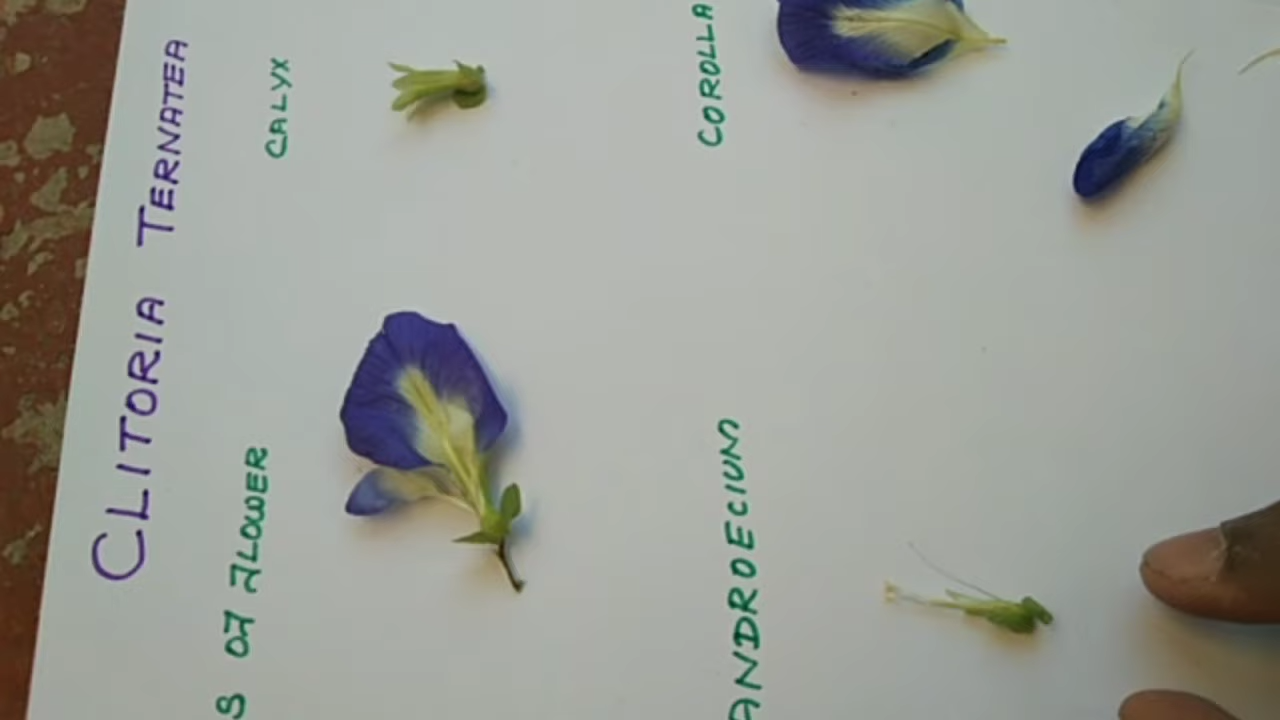 CLITORIA TERNATEA
S OF FLOWER
CALYX
ANDROECIUM
COROLLA